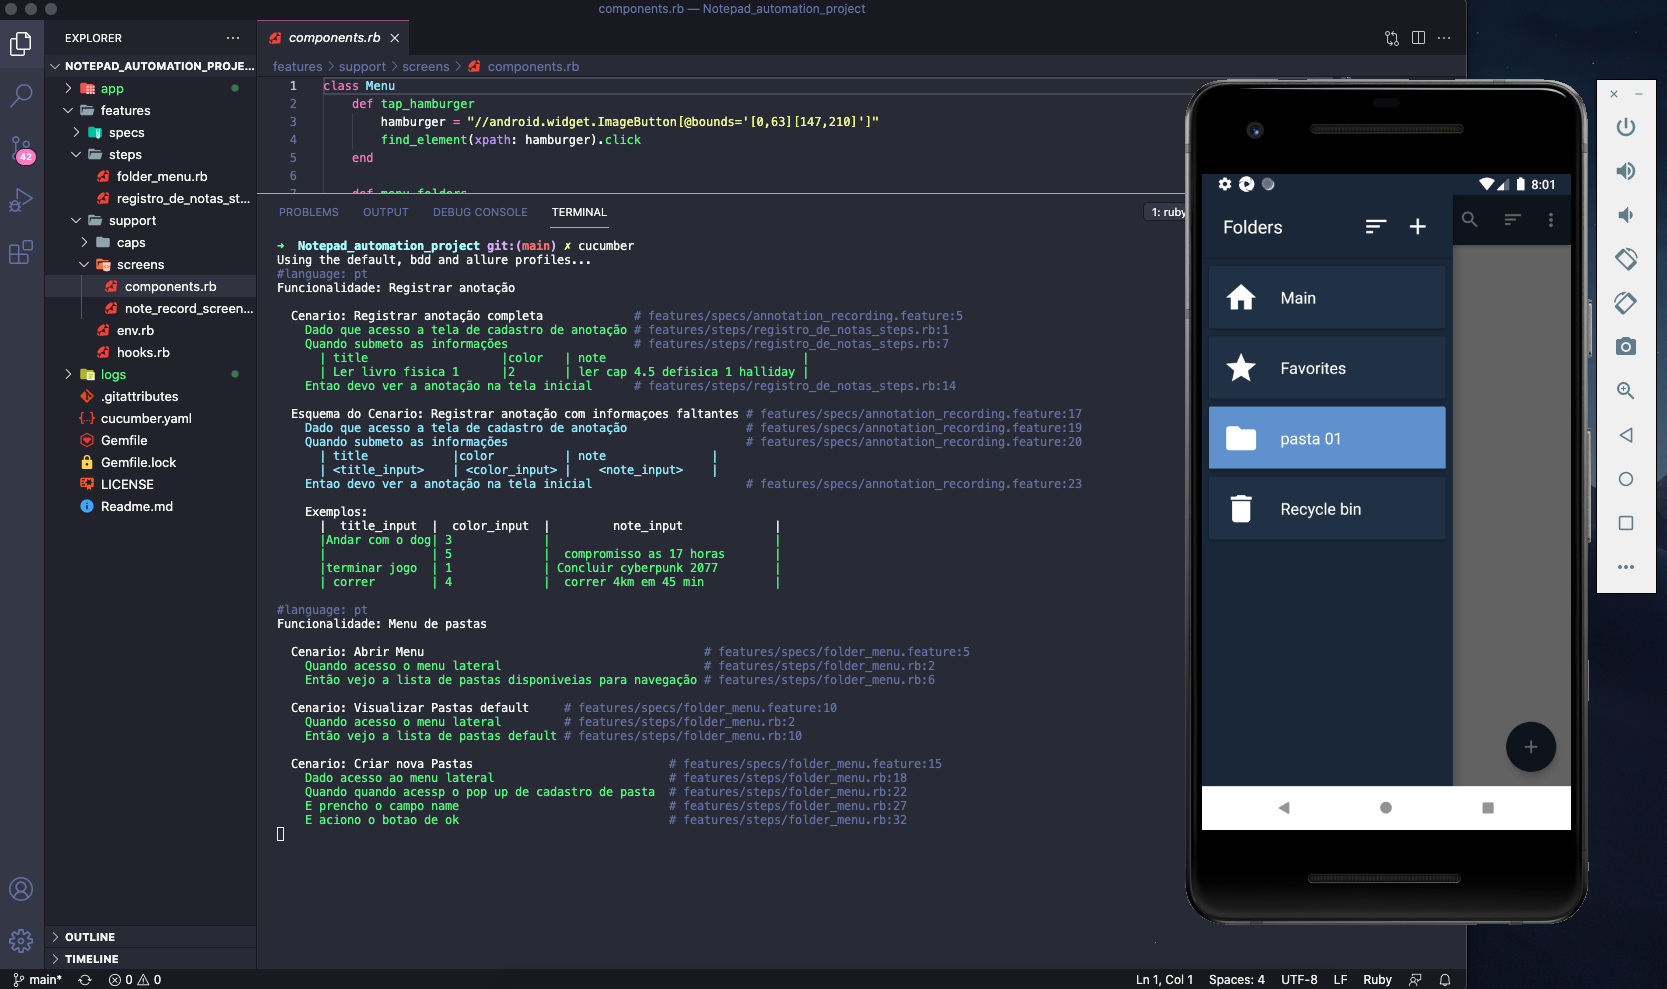 components.rb — Notepad_automation_project
EXPLORER
NOTEPAD_AUTOMATION_PROJE...
app
features
specs
steps
folder_menu.rb
registro_de_notas_st...
support
caps
screens
components.rb
note_record_screen...
env.rb
hooks.rb
logs
.gitattributes
cucumber.yaml
Gemfile
Gemfile.lock
LICENSE
Readme.md
OUTLINE
TIMELINE
42
components.rb
features > support > screens > components.rb
1 class Menu
2 def tap_hamburger
3 hamburger = "//android.widget.ImageButton[@bounds='[0,63][147,210]']"
4 find_element(xpath: hamburger).click
5 end
6
7 def menu_folders
PROBLEMS OUTPUT DEBUG CONSOLE TERMINAL 1: ruby
➜ Notepad_automation_project git:(main) ✗ cucumber
Using the default, bdd and allure profiles...
#language: pt
Funcionalidade: Registrar anotação
Cenario: Registrar anotação completa # features/specs/annotation_recording.feature:5
Dado que acesso a tela de cadastro de anotação # features/steps/registro_de_notas_steps.rb:1
Quando submeto as informações # features/steps/registro_de_notas_steps.rb:7
| title |color | note |
| Ler livro fisica 1 |2 | ler cap 4.5 defisica 1 halliday |
Entao devo ver a anotação na tela inicial # features/steps/registro_de_notas_steps.rb:14
Esquema do Cenario: Registrar anotação com informaçoes faltantes # features/specs/annotation_recording.feature:17
Dado que acesso a tela de cadastro de anotação # features/specs/annotation_recording.feature:19
Quando submeto as informações # features/specs/annotation_recording.feature:20
| title |color | note |
| <title_input> | <color_input> | <note_input> |
Entao devo ver a anotação na tela inicial # features/specs/annotation_recording.feature:23
Exemplos:
| title_input | color_input | note_input |
|Andar com o dog| 3 | |
| | 5 | compromisso as 17 horas |
|terminar jogo | 1 | Concluir cyberpunk 2077 |
| correr | 4 | correr 4km em 45 min |
#language: pt
Funcionalidade: Menu de pastas
Cenario: Abrir Menu # features/specs/folder_menu.feature:5
Quando acesso o menu lateral # features/steps/folder_menu.rb:2
Então vejo a lista de pastas disponiveias para navegação # features/steps/folder_menu.rb:6
Cenario: Visualizar Pastas default # features/specs/folder_menu.feature:10
Quando acesso o menu lateral # features/steps/folder_menu.rb:2
Então vejo a lista de pastas default # features/steps/folder_menu.rb:10
Cenario: Criar nova Pastas # features/specs/folder_menu.feature:15
Dado acesso ao menu lateral # features/steps/folder_menu.rb:18
Quando quando acessp o pop up de cadastro de pasta # features/steps/folder_menu.rb:22
E prencho o campo name # features/steps/folder_menu.rb:27
E aciono o botao de ok # features/steps/folder_menu.rb:32
8:01
Folders
Main
Favorites
pasta 01
Recycle bin
main* 0 0 Ln 1, Col 1 Spaces: 4 UTF-8 LF Ruby